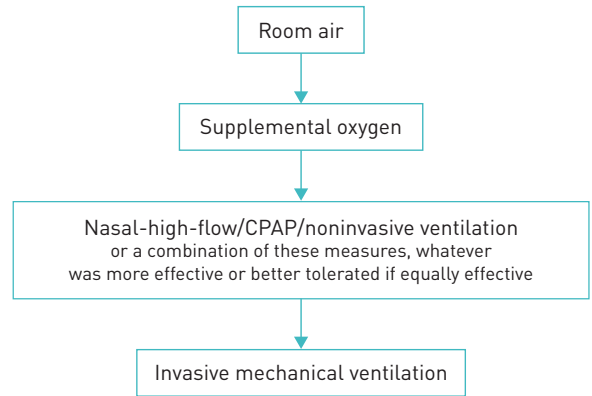 Room air
Supplemental oxygen
Nasal-high-flow/CPAP/noninvasive ventilation
or a combination of these measures, whatever
was more effective or better tolerated if equally effective
Invasive mechanical ventilation